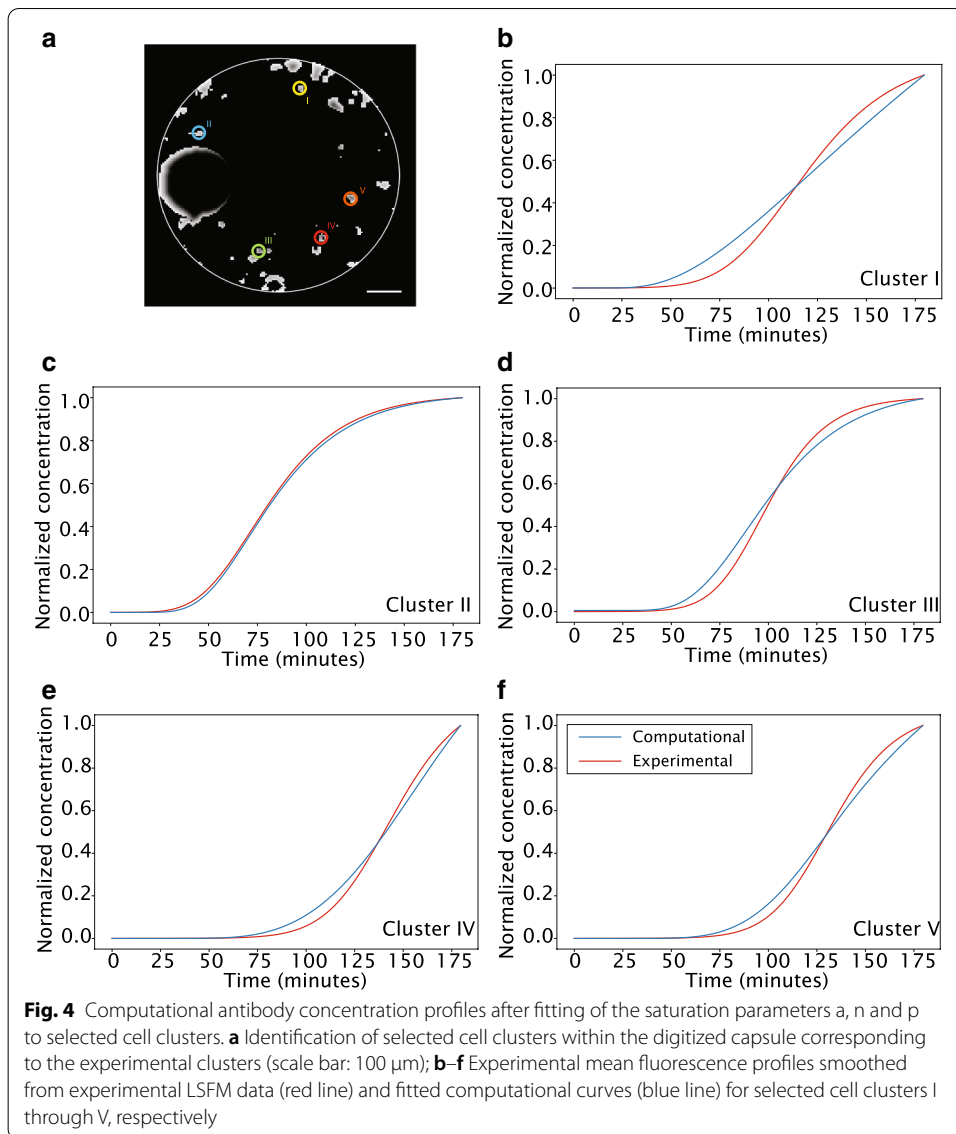 a
I
II
III
IV
V
b
Normalized concentration
1.0
0.8
0.6
0.4
0.2
0.0
0 25 50 75 100 125 150 175
Time (minutes)
Cluster I
c
Normalized concentration
1.0
0.8
0.6
0.4
0.2
0.0
0 25 50 75 100 125 150 175
Time (minutes)
Cluster II
d
Normalized concentration
1.0
0.8
0.6
0.4
0.2
0.0
0 25 50 75 100 125 150 175
Time (minutes)
Cluster III
e
Normalized concentration
1.0
0.8
0.6
0.4
0.2
0.0
0 25 50 75 100 125 150 175
Time (minutes)
Cluster IV
f
Normalized concentration
1.0
0.8
0.6
0.4
0.2
0.0
0 25 50 75 100 125 150 175
Time (minutes)
Computational
Experimental
Cluster V
Fig. 4 Computational antibody concentration profiles after fitting of the saturation parameters a, n and p
to selected cell clusters. a Identification of selected cell clusters within the digitized capsule corresponding
to the experimental clusters (scale bar: 100 μm); b–f Experimental mean fluorescence profiles smoothed
from experimental LSFM data (red line) and fitted computational curves (blue line) for selected cell clusters I
through V, respectively